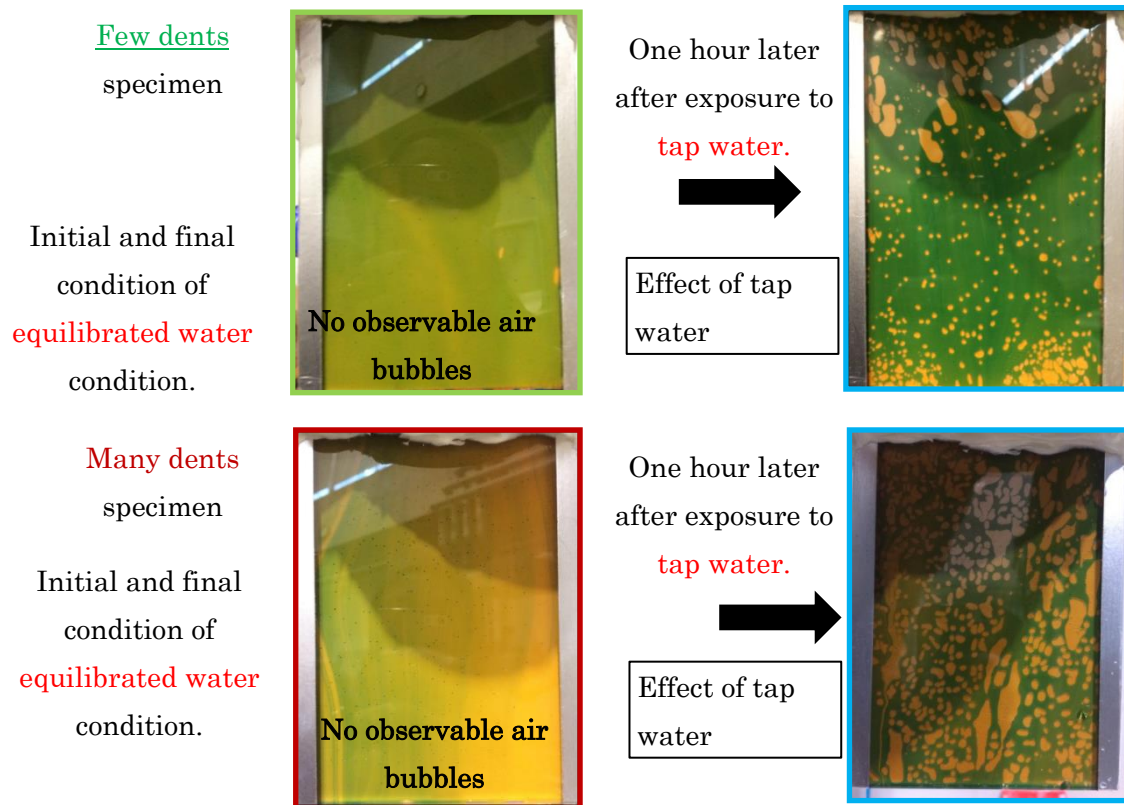 Few dents
specimen
Initial and final
condition of
equilibrated water
condition.
No observable air
bubbles
One hour later
after exposure to
tap water.
Effect of tap
water
Many dents
specimen
Initial and final
condition of
equilibrated water
condition.
No observable air
bubbles
One hour later
after exposure to
tap water.
Effect of tap
water